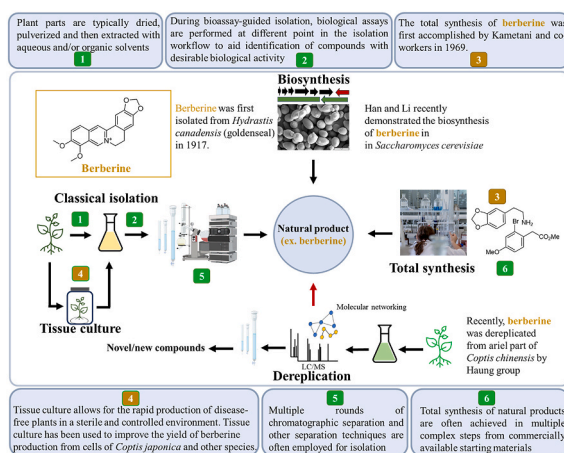 Plant parts are typically dried,
pulverized and then extracted with
aqueous and/or organic solvents
1
During bioassay-guided isolation, biological assays
are performed at different point in the isolation
workflow to aid identification of compounds with
desirable biological activity
2
The total synthesis of berberine was
first accomplished by Kametani and co-
workers in 1969.
3
Berberine
Berberine was first
isolated from Hydrastis
canadensis (goldenseal)
in 1917.
Biosynthesis
Han and Li recently
demonstrated the biosynthesis
of berberine in
in Saccharomyces cerevisiae
Classical isolation
1
2
4
Tissue culture
5
Natural product
(ex. berberine)
3
Br
NH2
CO2Me
MeO
Total synthesis
6
Novel/new compounds
Molecular networking
LC/MS
Dereplication
Recently, berberine
was dereplicated
from ariel part of
Coptis chinensis by
Haung group
4
Tissue culture allows for the rapid production of disease-
free plants in a sterile and controlled environment. Tissue
culture has been used to improve the yield of berberine
production from cells of Coptis japonica and other species,
5
Multiple rounds of
chromatographic separation and
other separation techniques are
often employed for isolation
6
Total synthesis of natural products
are often achieved in multiple
complex steps from commercially
available starting materials